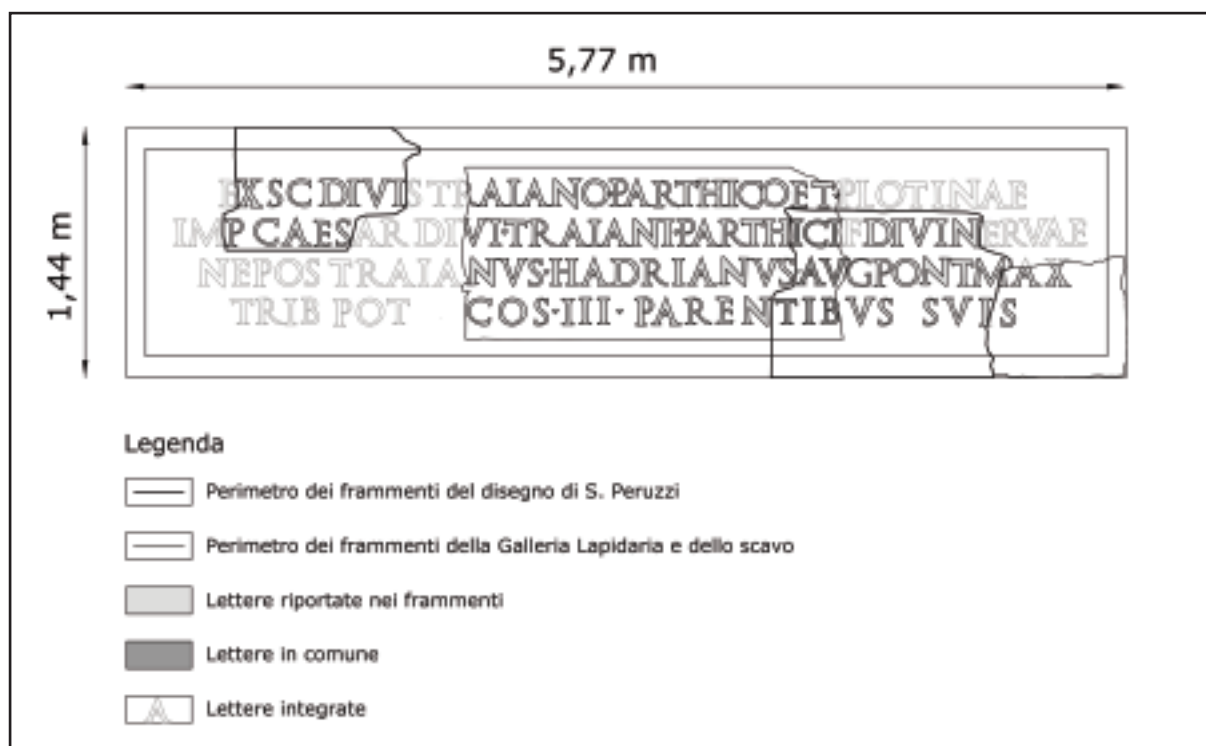 5,77 m
1,44 m
EX SC DIVIS TRAIANO·PARTHICO ET·PLOTINAE
IMP CAESAR DIVI·TRAIANI·PARTHICI F DIVI NERVAE
NEPOS TRAIANVS·HADRIANVS AVG PONT MAX
TRIB POT COS·III· PARENTIBVS SVIS
Legenda
Perimetro dei frammenti del disegno di S. Peruzzi
Perimetro dei frammenti della Galleria Lapidaria e dello scavo
Lettere riportate nei frammenti
Lettere in comune
A Lettere integrate